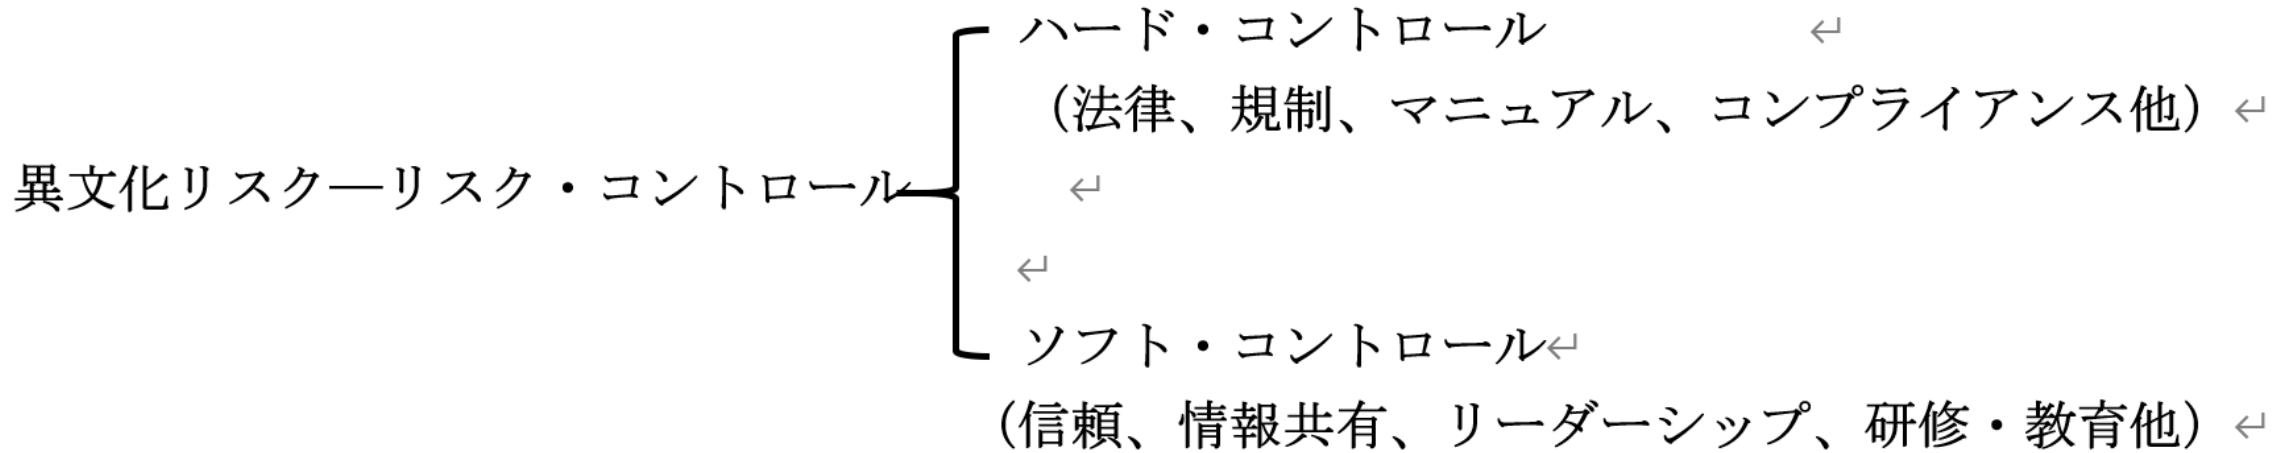 ハード・コントロール
（法律、規制、マニュアル、コンプライアンス他）
異文化リスク―リスク・コントロール
ソフト・コントロール
（信頼、情報共有、リーダーシップ、研修・教育他）